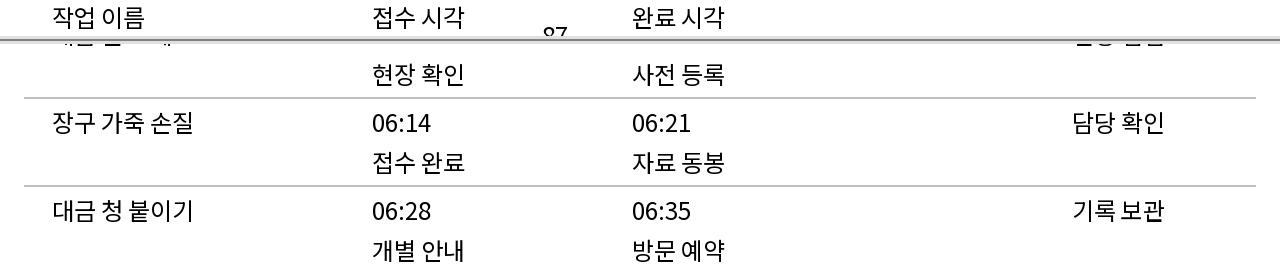 작업 이름 접수 시각 완료 시각
현장 확인 사전 등록
장구 가죽 손질 06:14 06:21 담당 확인
접수 완료 자료 동봉
대금 청 붙이기 06:28 06:35 기록 보관
개별 안내 방문 예약